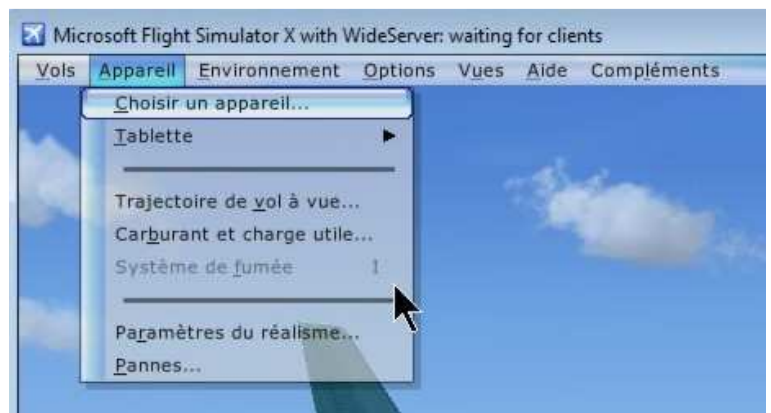 Microsoft Flight Simulator X with WideServer: waiting for clients
Vols Appareil Environnement Options Vues Aide Compléments
Choisir un appareil...
Tablette
Trajectoire de vol à vue...
Carburant et charge utile...
Système de fumée I
Paramètres du réalisme...
Pannes...